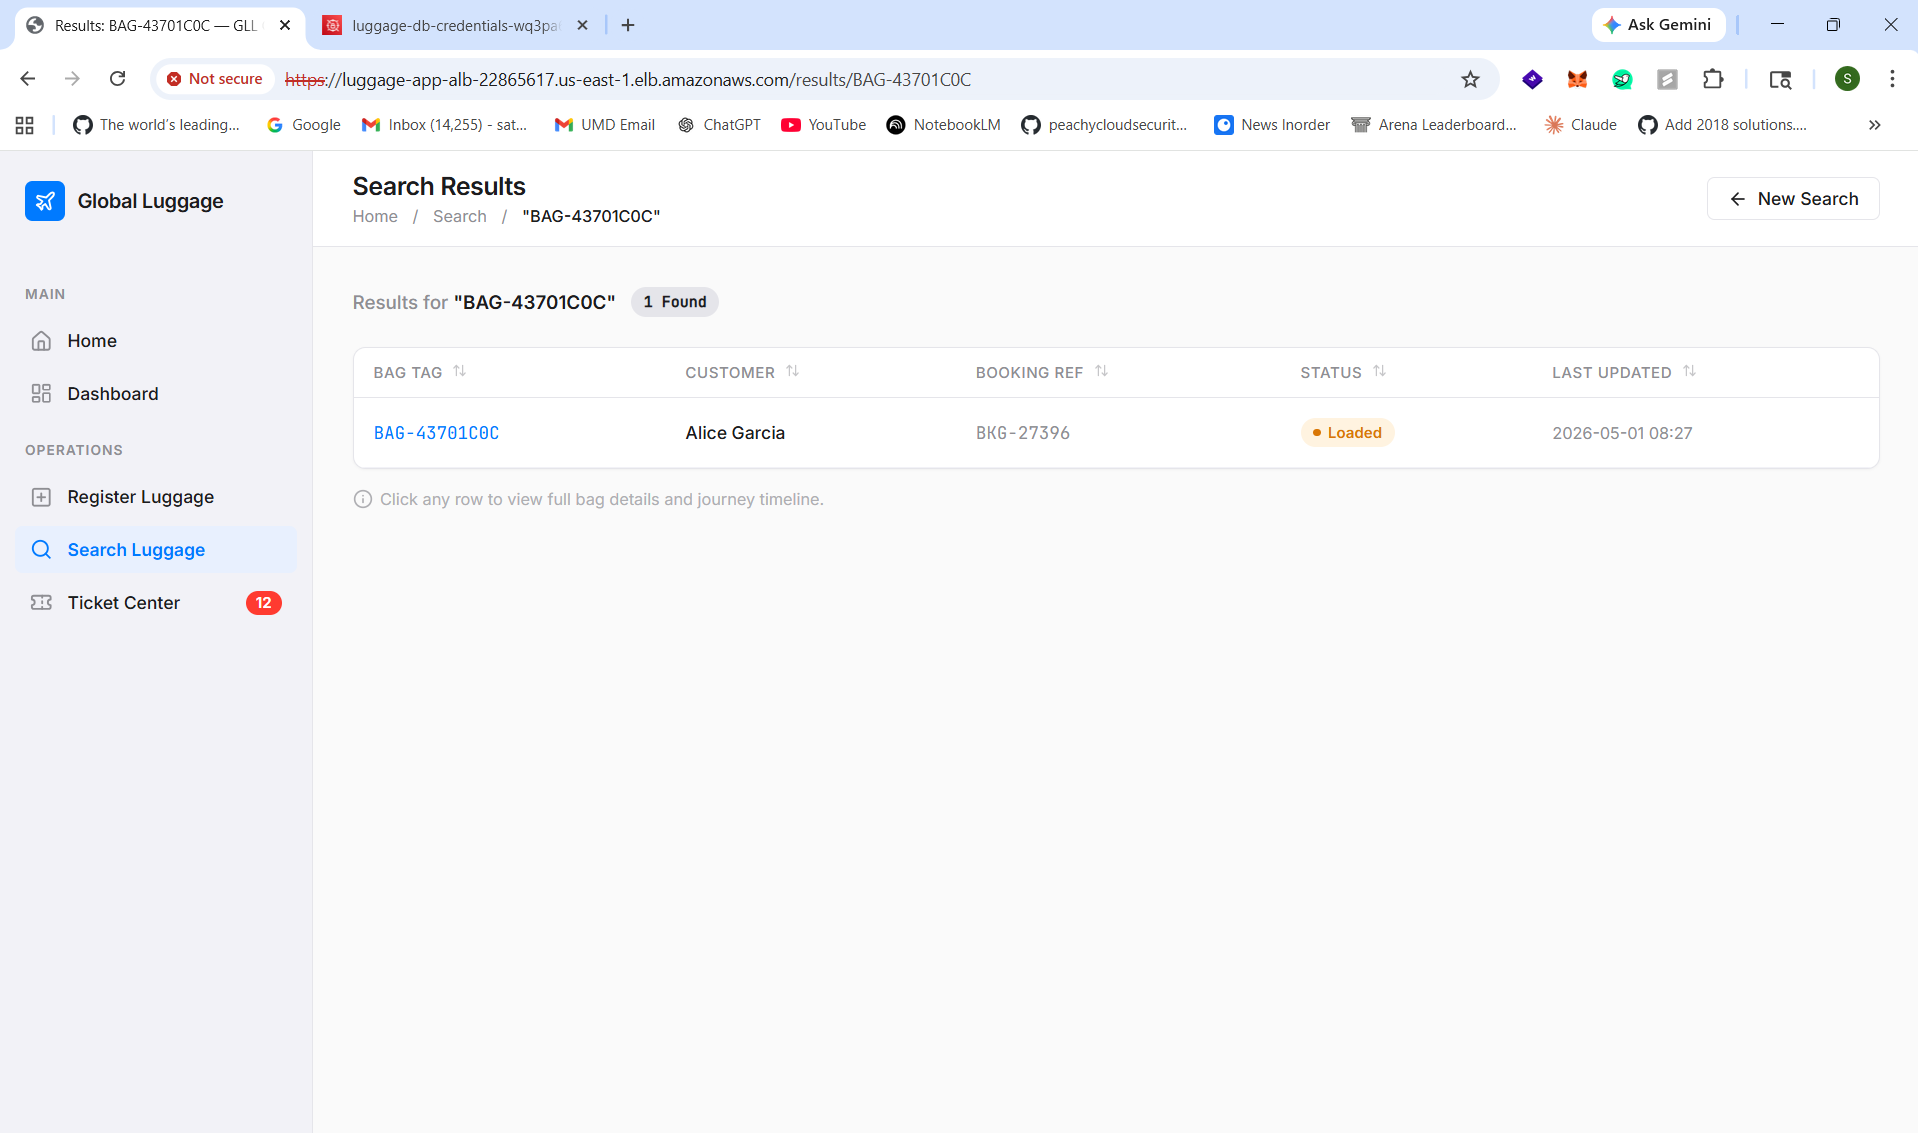 Results: BAG-43701C0C — GLL
luggage-db-credentials-wq3pa
Ask Gemini
Not secure
https://luggage-app-alb-22865617.us-east-1.elb.amazonaws.com/results/BAG-43701C0C
S
The world's leading...
Google
Inbox (14,255) - sat...
UMD Email
ChatGPT
YouTube
NotebookLM
peachycloudsecurit...
News Inorder
Arena Leaderboard...
Claude
Add 2018 solutions....
Global Luggage
Search Results
Home / Search / "BAG-43701C0C"
New Search
MAIN
Home
Dashboard
OPERATIONS
Register Luggage
Search Luggage
Ticket Center 12
Results for "BAG-43701C0C" 1 Found
BAG TAG CUSTOMER BOOKING REF STATUS LAST UPDATED
BAG-43701C0C Alice Garcia BKG-27396 Loaded 2026-05-01 08:27
Click any row to view full bag details and journey timeline.